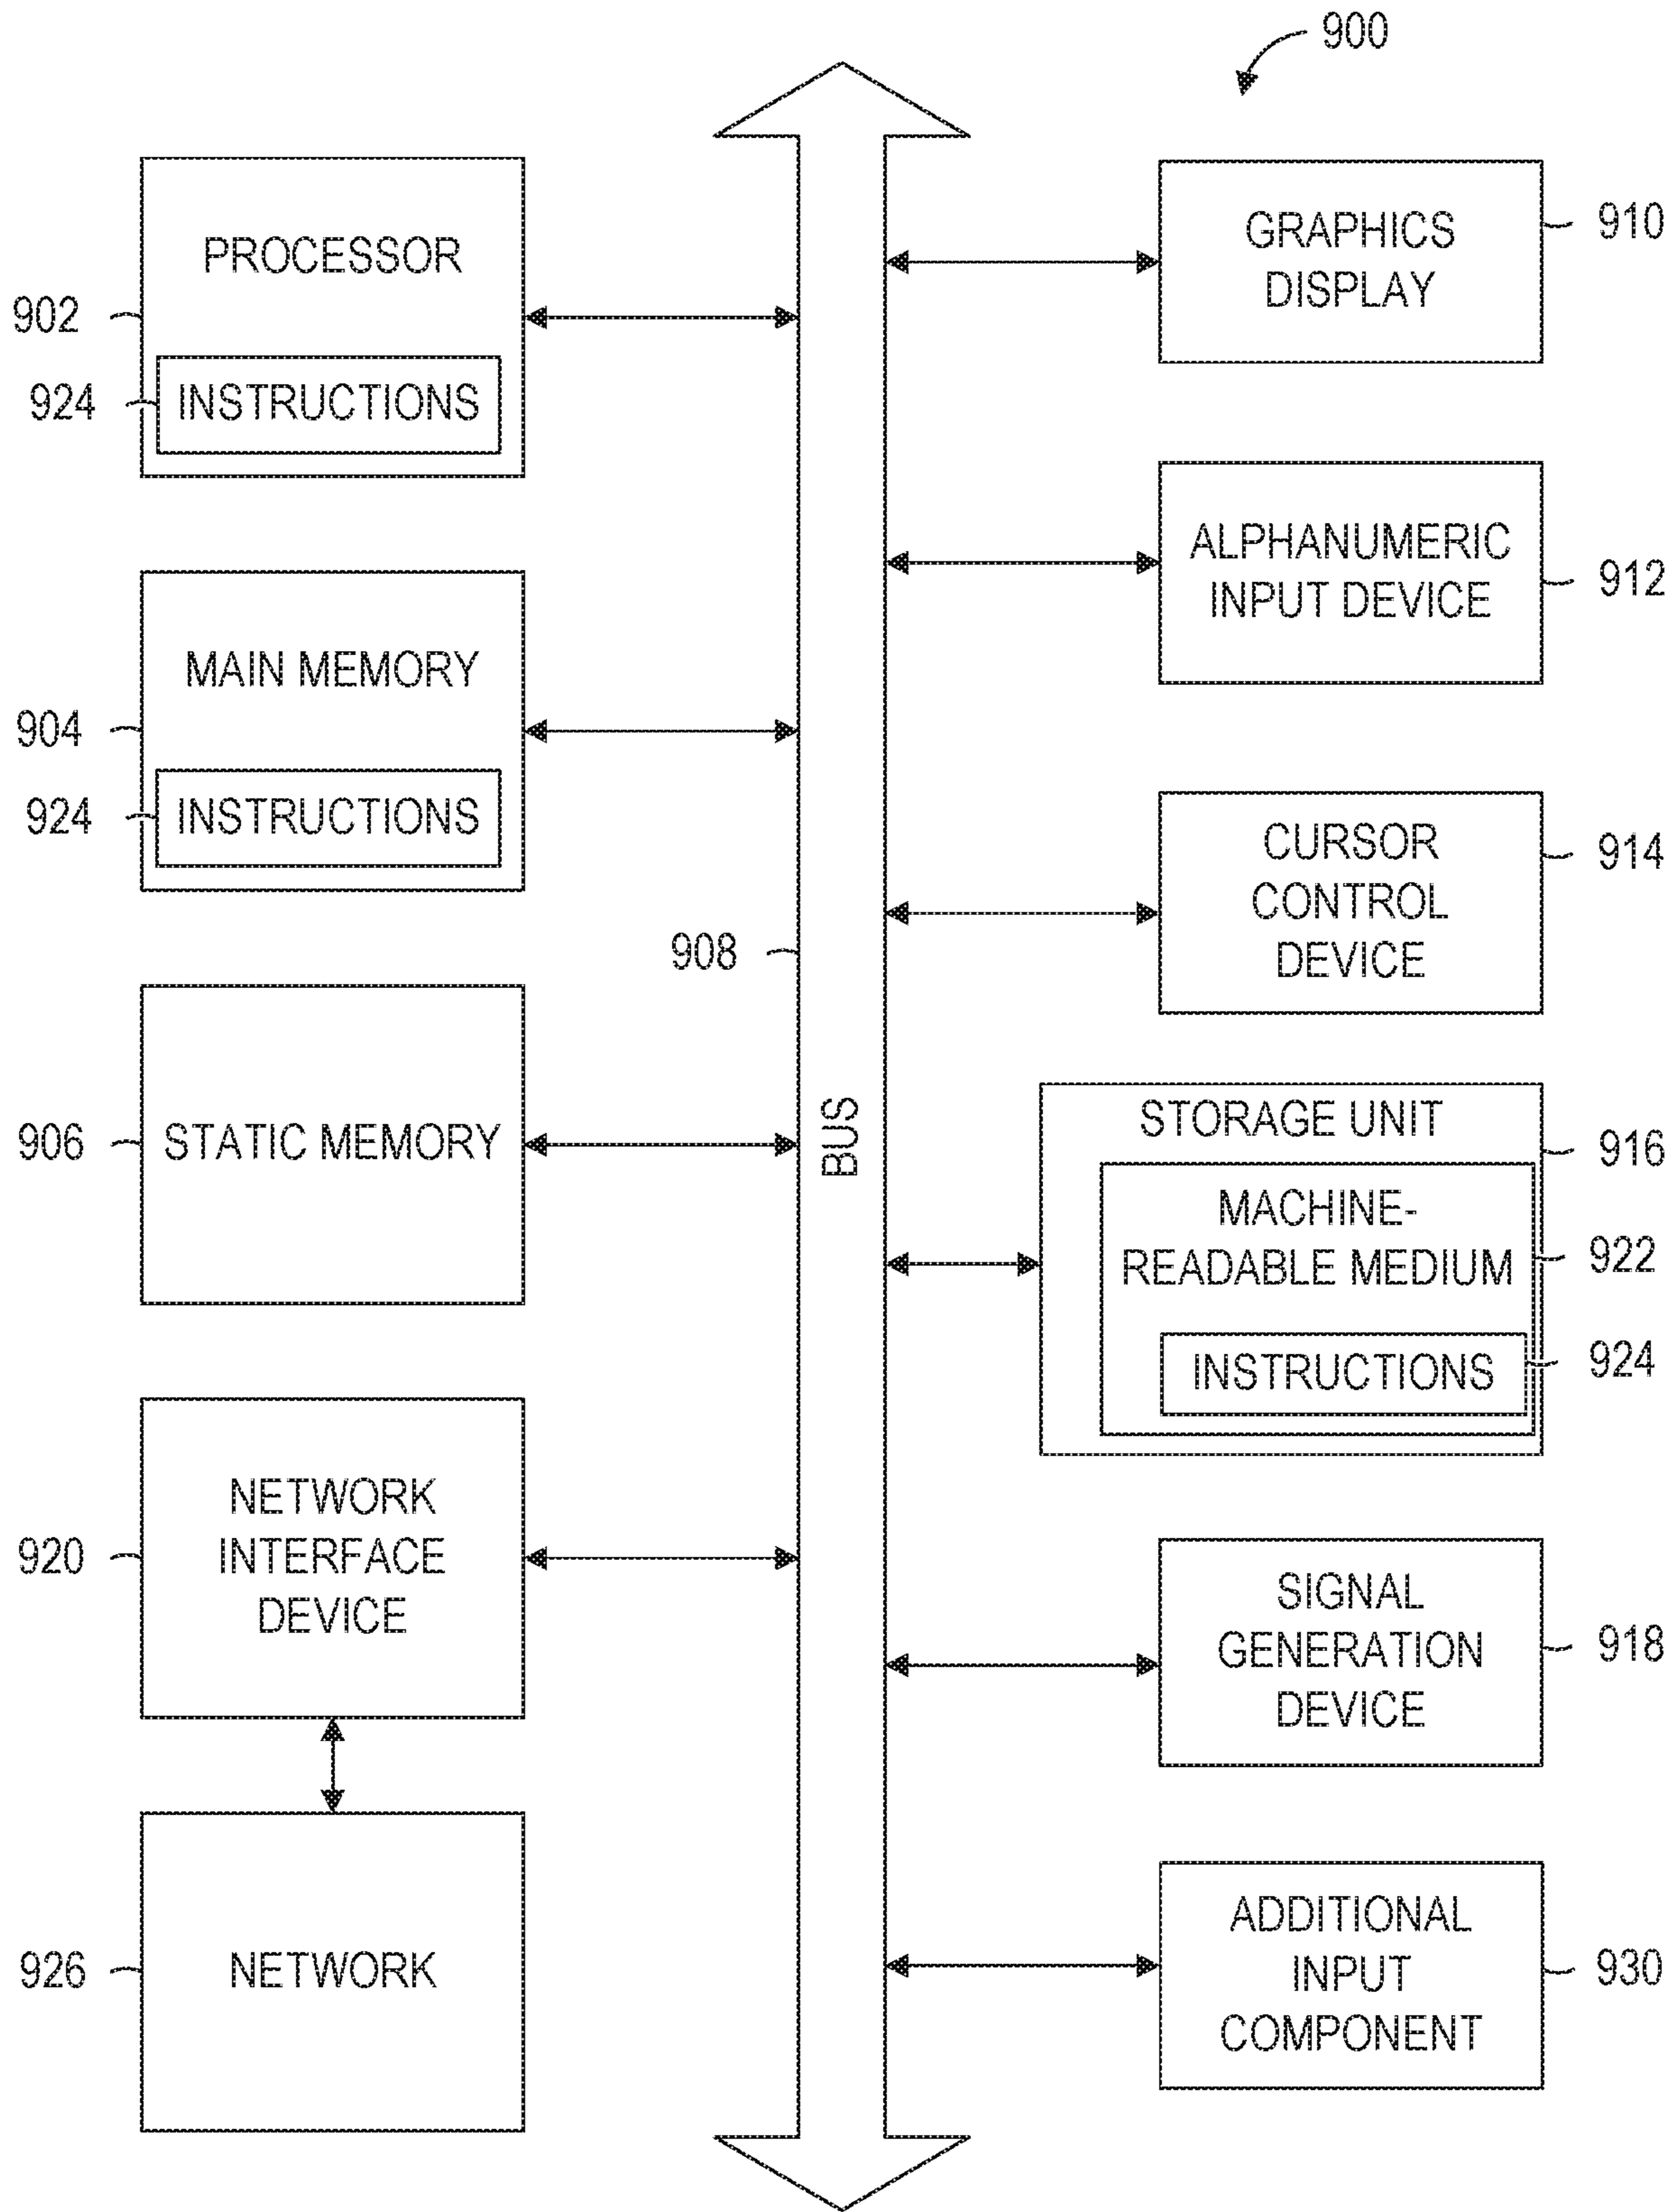 900
PROCESSOR
902
924
INSTRUCTIONS
MAIN MEMORY
904
924
INSTRUCTIONS
906
STATIC MEMORY
920
NETWORK
INTERFACE
DEVICE
926
NETWORK
908
BUS
GRAPHICS
DISPLAY
910
ALPHANUMERIC
INPUT DEVICE
912
CURSOR
CONTROL
DEVICE
914
STORAGE UNIT
916
MACHINE-
READABLE MEDIUM
922
INSTRUCTIONS
924
SIGNAL
GENERATION
DEVICE
918
ADDITIONAL
INPUT
COMPONENT
930